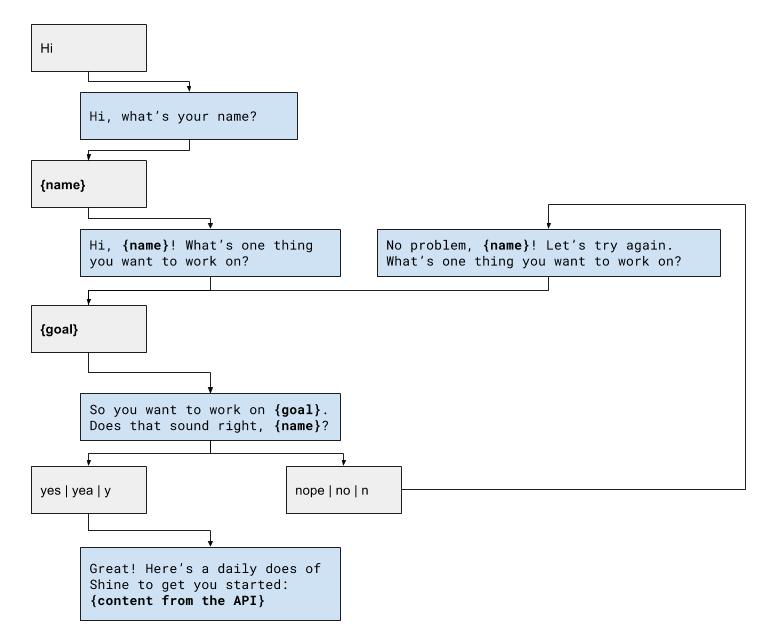 Hi
Hi, what's your name?
{name}
Hi, {name}! What's one thing
you want to work on?
No problem, {name}! Let's try again.
What's one thing you want to work on?
{goal}
So you want to work on {goal}.
Does that sound right, {name}?
yes | yea | y
nope | no | n
Great! Here's a daily does of
Shine to get you started:
{content from the API}